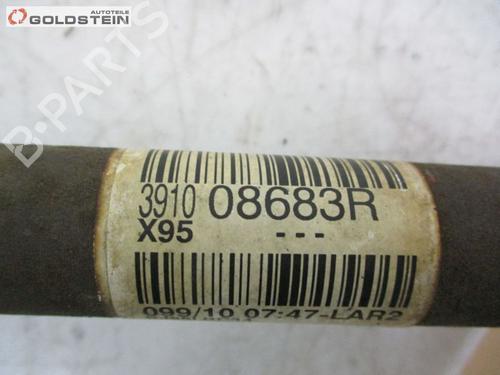 AUTOTEILE
GOLDSTEIN
B-PARTS
3910 08683R
X95 ---
099/10 07:47-LAR2